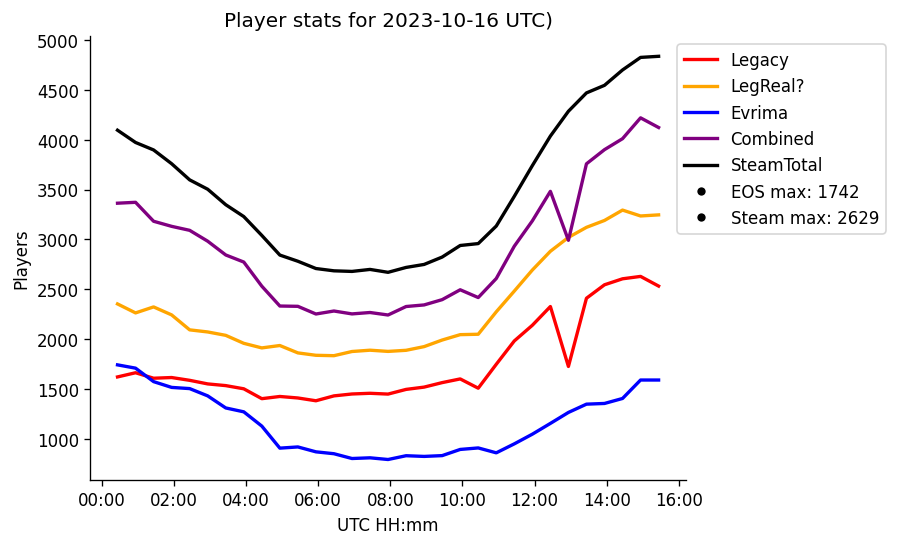 Player stats for 2023-10-16 UTC)
5000
4500
4000
3500
3000
2500
2000
1500
1000
Players
00:00 02:00 04:00 06:00 08:00 10:00 12:00 14:00 16:00
UTC HH:mm
Legacy
LegReal?
Evrima
Combined
SteamTotal
EOS max: 1742
Steam max: 2629